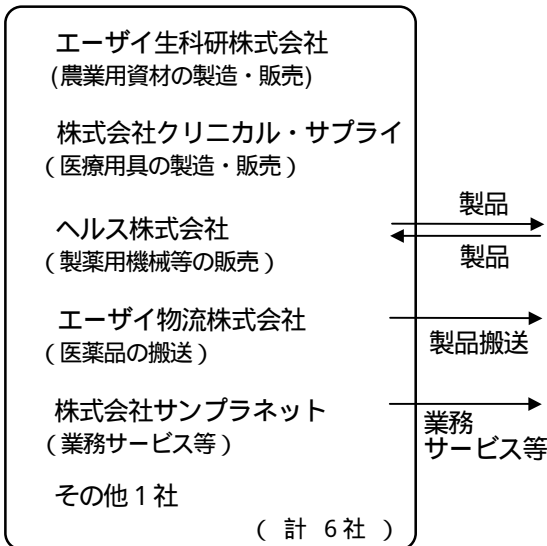 エーザイ生科研株式会社
(農業用資材の製造・販売)
株式会社クリニカル・サプライ
(医療用具の製造・販売)
製品
ヘルス株式会社
(製薬用機械等の販売)
製品
エーザイ物流株式会社
(医薬品の搬送)
製品搬送
株式会社サンプラネット
(業務サービス等)
業務
サービス等
その他1社
( 計 6社 )